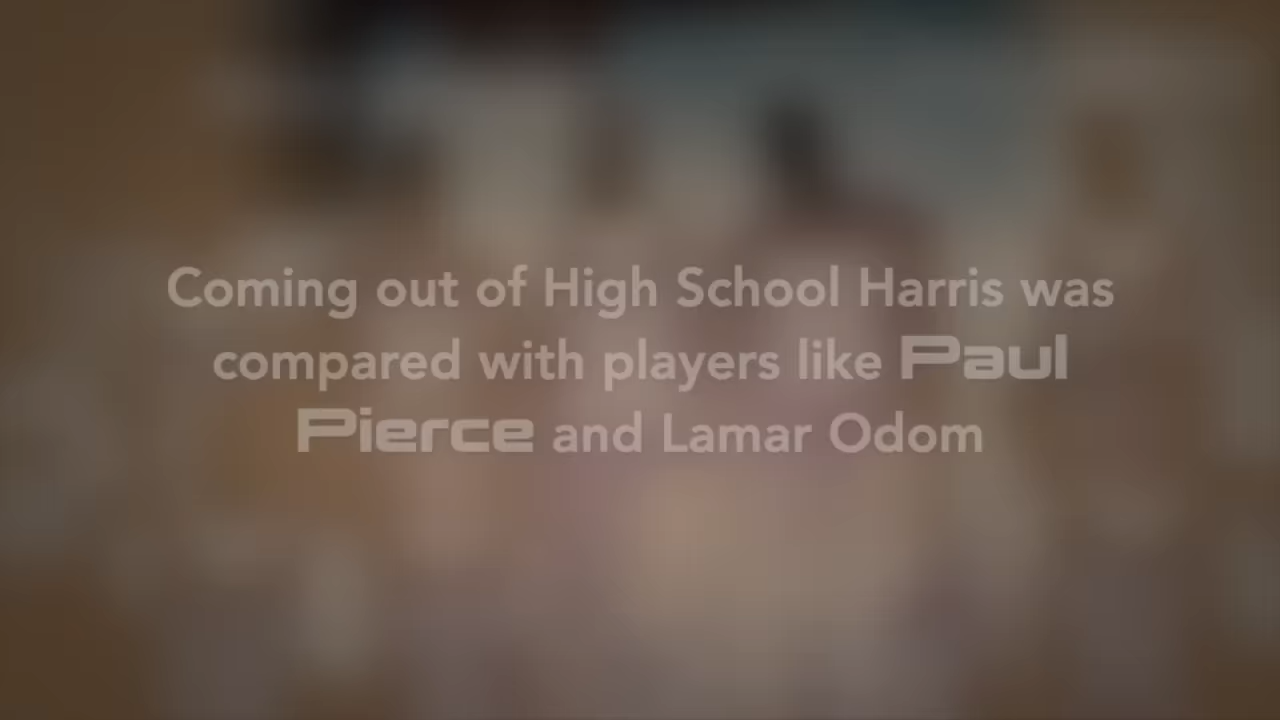 Coming out of High School Harris was
compared with players like Paul
Pierce and Lamar Odom